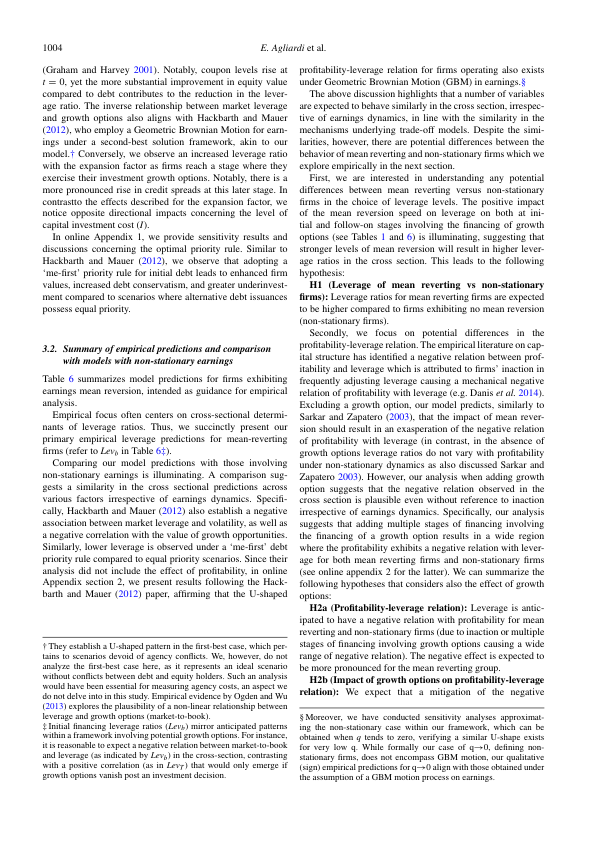 1004
E. Agliardi et al.
(Graham and Harvey 2001). Notably, coupon levels rise at
t = 0, yet the more substantial improvement in equity value
compared to debt contributes to the reduction in the lever-
age ratio. The inverse relationship between market leverage
and growth options also aligns with Hackbarth and Mauer
(2012), who employ a Geometric Brownian Motion for earn-
ings under a second-best solution framework, akin to our
model.† Conversely, we observe an increased leverage ratio
with the expansion factor as firms reach a stage where they
exercise their investment growth options. Notably, there is a
more pronounced rise in credit spreads at this later stage. In
contrastto the effects described for the expansion factor, we
notice opposite directional impacts concerning the level of
capital investment cost (I).
In online Appendix 1, we provide sensitivity results and
discussions concerning the optimal priority rule. Similar to
Hackbarth and Mauer (2012), we observe that adopting a
‘me-first’ priority rule for initial debt leads to enhanced firm
values, increased debt conservatism, and greater underinvest-
ment compared to scenarios where alternative debt issuances
possess equal priority.
3.2. Summary of empirical predictions and comparison
with models with non-stationary earnings
Table 6 summarizes model predictions for firms exhibiting
earnings mean reversion, intended as guidance for empirical
analysis.
Empirical focus often centers on cross-sectional determi-
nants of leverage ratios. Thus, we succinctly present our
primary empirical leverage predictions for mean-reverting
firms (refer to Levb in Table 6‡).
Comparing our model predictions with those involving
non-stationary earnings is illuminating. A comparison sug-
gests a similarity in the cross sectional predictions across
various factors irrespective of earnings dynamics. Specifi-
cally, Hackbarth and Mauer (2012) also establish a negative
association between market leverage and volatility, as well as
a negative correlation with the value of growth opportunities.
Similarly, lower leverage is observed under a ‘me-first’ debt
priority rule compared to equal priority scenarios. Since their
analysis did not include the effect of profitability, in online
Appendix section 2, we present results following the Hack-
barth and Mauer (2012) paper, affirming that the U-shaped
† They establish a U-shaped pattern in the first-best case, which per-
tains to scenarios devoid of agency conflicts. We, however, do not
analyze the first-best case here, as it represents an ideal scenario
without conflicts between debt and equity holders. Such an analysis
would have been essential for measuring agency costs, an aspect we
do not delve into in this study. Empirical evidence by Ogden and Wu
(2013) explores the plausibility of a non-linear relationship between
leverage and growth options (market-to-book).
‡ Initial financing leverage ratios (Levb) mirror anticipated patterns
within a framework involving potential growth options. For instance,
it is reasonable to expect a negative relation between market-to-book
and leverage (as indicated by Levb) in the cross-section, contrasting
with a positive correlation (as in LevT) that would only emerge if
growth options vanish post an investment decision.
profitability-leverage relation for firms operating also exists
under Geometric Brownian Motion (GBM) in earnings.§
The above discussion highlights that a number of variables
are expected to behave similarly in the cross section, irrespec-
tive of earnings dynamics, in line with the similarity in the
mechanisms underlying trade-off models. Despite the simi-
larities, however, there are potential differences between the
behavior of mean reverting and non-stationary firms which we
explore empirically in the next section.
First, we are interested in understanding any potential
differences between mean reverting versus non-stationary
firms in the choice of leverage levels. The positive impact
of the mean reversion speed on leverage on both at ini-
tial and follow-on stages involving the financing of growth
options (see Tables 1 and 6) is illuminating, suggesting that
stronger levels of mean reversion will result in higher lever-
age ratios in the cross section. This leads to the following
hypothesis:
H1 (Leverage of mean reverting vs non-stationary
firms): Leverage ratios for mean reverting firms are expected
to be higher compared to firms exhibiting no mean reversion
(non-stationary firms).
Secondly, we focus on potential differences in the
profitability-leverage relation. The empirical literature on cap-
ital structure has identified a negative relation between prof-
itability and leverage which is attributed to firms’ inaction in
frequently adjusting leverage causing a mechanical negative
relation of profitability with leverage (e.g. Danis et al. 2014).
Excluding a growth option, our model predicts, similarly to
Sarkar and Zapatero (2003), that the impact of mean rever-
sion should result in an exasperation of the negative relation
of profitability with leverage (in contrast, in the absence of
growth options leverage ratios do not vary with profitability
under non-stationary dynamics as also discussed Sarkar and
Zapatero 2003). However, our analysis when adding growth
option suggests that the negative relation observed in the
cross section is plausible even without reference to inaction
irrespective of earnings dynamics. Specifically, our analysis
suggests that adding multiple stages of financing involving
the financing of a growth option results in a wide region
where the profitability exhibits a negative relation with lever-
age for both mean reverting firms and non-stationary firms
(see online appendix 2 for the latter). We can summarize the
following hypotheses that considers also the effect of growth
options:
H2a (Profitability-leverage relation): Leverage is antic-
ipated to have a negative relation with profitability for mean
reverting and non-stationary firms (due to inaction or multiple
stages of financing involving growth options causing a wide
range of negative relation). The negative effect is expected to
be more pronounced for the mean reverting group.
H2b (Impact of growth options on profitability-leverage
relation): We expect that a mitigation of the negative
§ Moreover, we have conducted sensitivity analyses approximat-
ing the non-stationary case within our framework, which can be
obtained when q tends to zero, verifying a similar U-shape exists
for very low q. While formally our case of q→0, defining non-
stationary firms, does not encompass GBM motion, our qualitative
(sign) empirical predictions for q→0 align with those obtained under
the assumption of a GBM motion process on earnings.